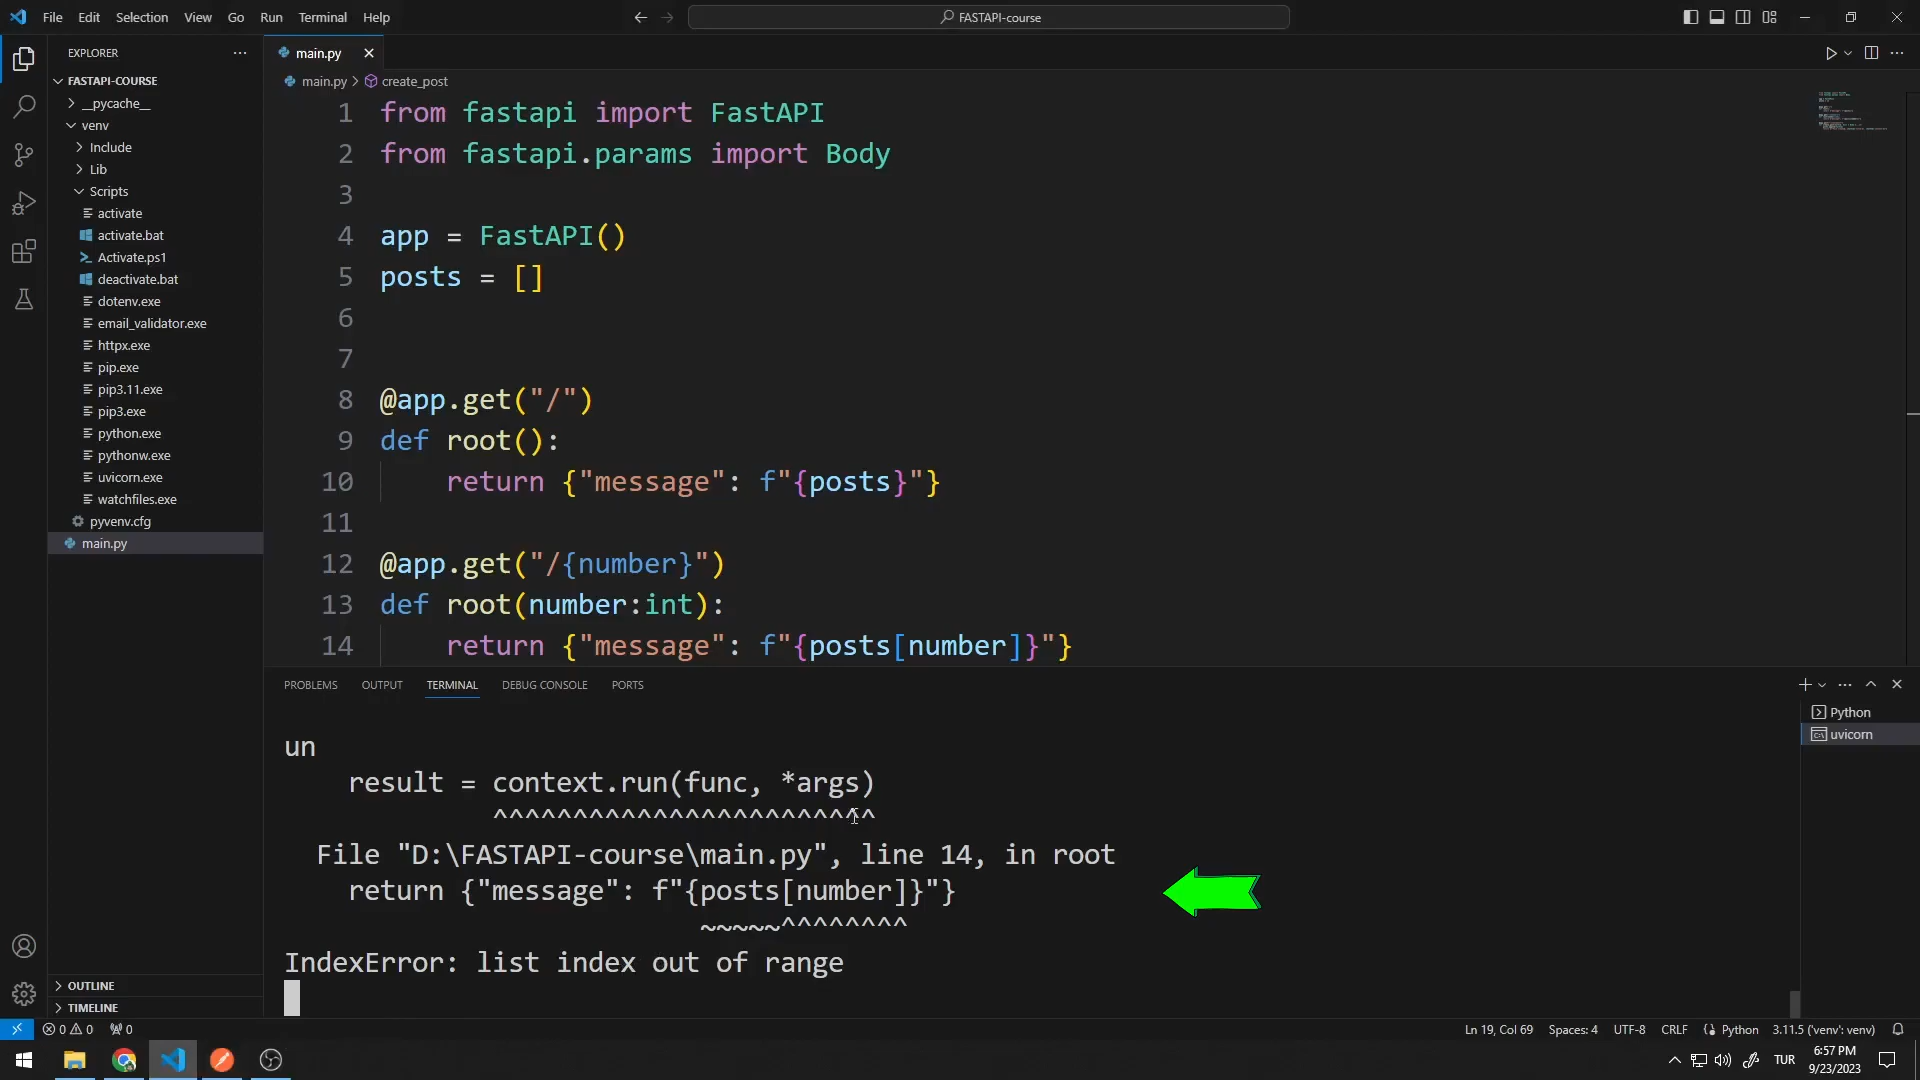 File Edit Selection View Go Run Terminal Help
FASTAPI-course
EXPLORER
main.py
FASTAPI-COURSE
main.py > create_post
__pycache__
venv
Include
Lib
Scripts
activate
activate.bat
Activate.ps1
deactivate.bat
dotenv.exe
email_validator.exe
httpx.exe
pip.exe
pip3.11.exe
pip3.exe
python.exe
pythonw.exe
uvicorn.exe
watchfiles.exe
pyvenv.cfg
main.py
OUTLINE
TIMELINE
1 from fastapi import FastAPI
2 from fastapi.params import Body
3
4 app = FastAPI()
5 posts = []
6
7
8 @app.get("/")
9 def root():
10 return {"message": f"{posts}"}
11
12 @app.get("/{number}")
13 def root(number:int):
14 return {"message": f"{posts[number]}"}
PROBLEMS OUTPUT TERMINAL DEBUG CONSOLE PORTS
Python
uvicorn
un
result = context.run(func, *args)
^^^^^^^^^^^^^^^^^^^^^^^^
File "D:\FASTAPI-course\main.py", line 14, in root
return {"message": f"{posts[number]}"}
~~~~~^^^^^^^^
IndexError: list index out of range
0 0 0
Ln 19, Col 69 Spaces: 4 UTF-8 CRLF Python 3.11.5 ('venv': venv)
TUR
6:57 PM
9/23/2023